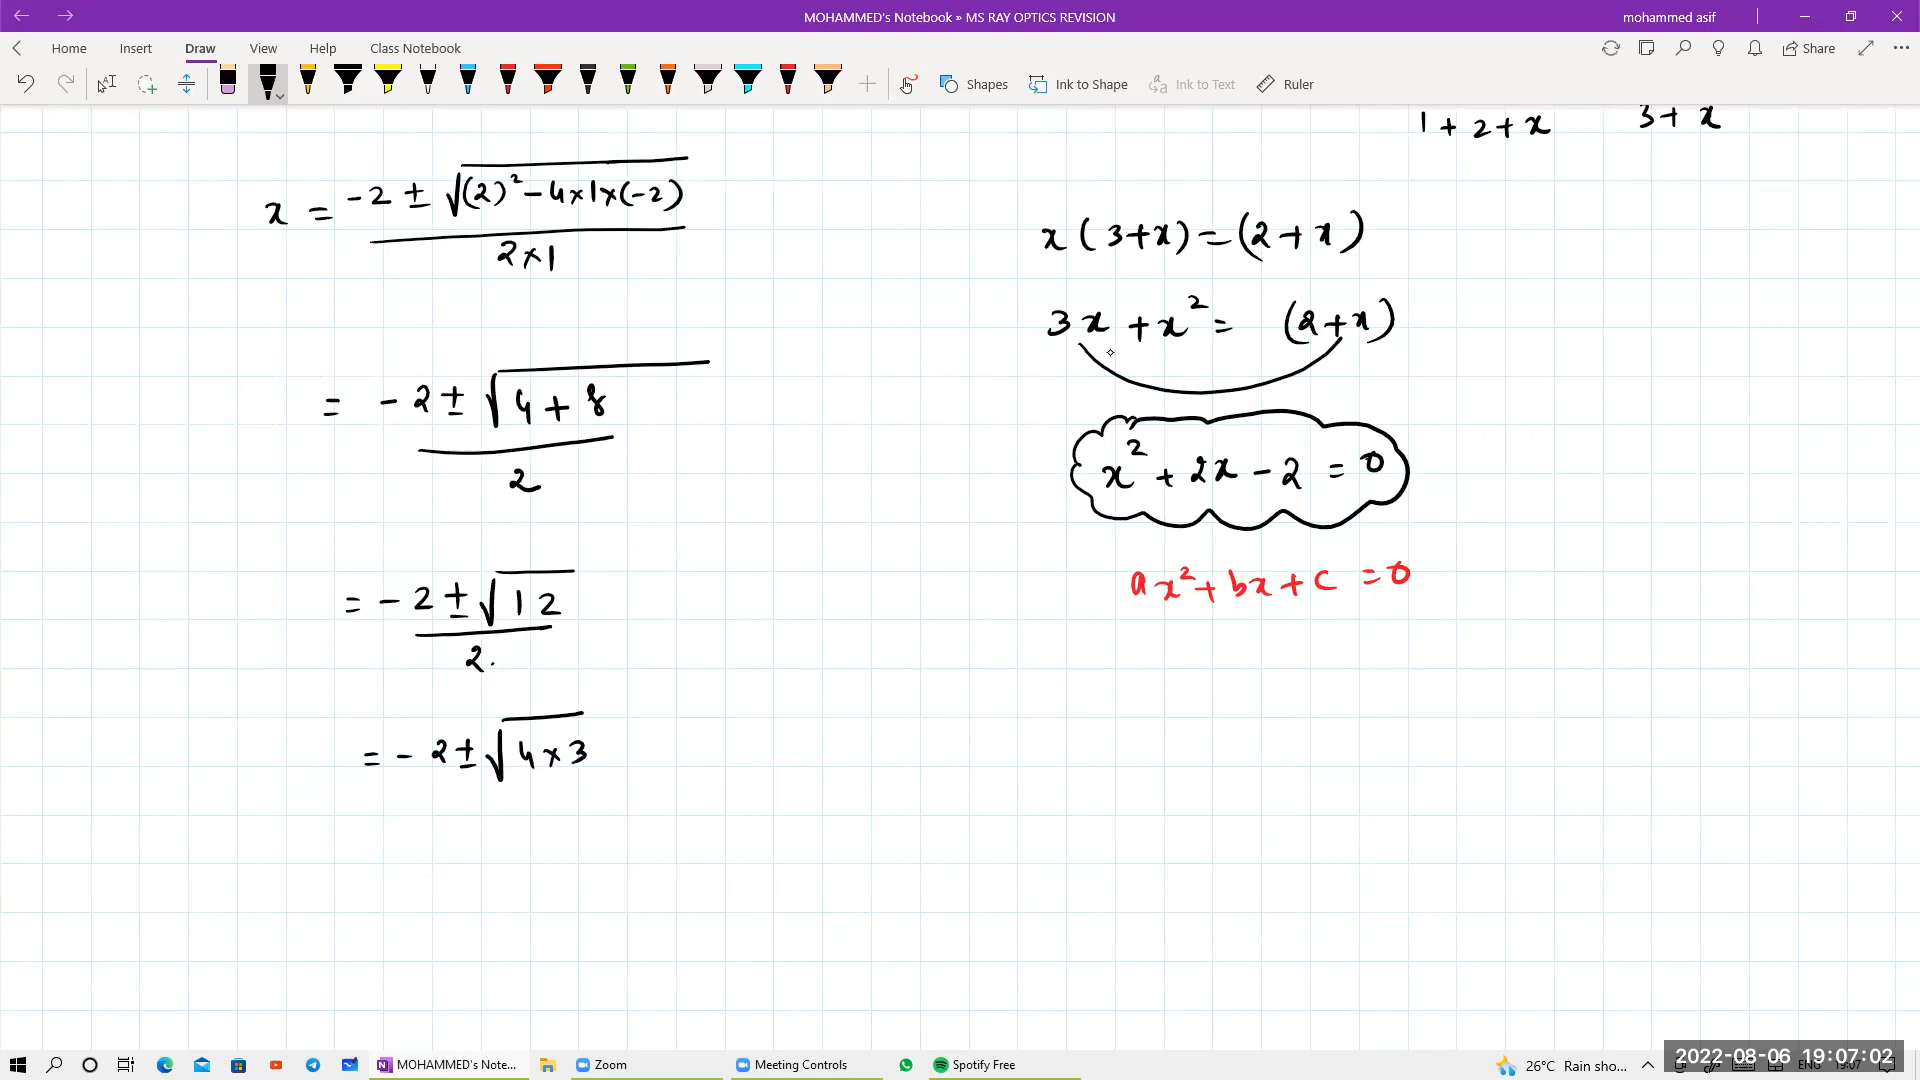 MOHAMMED's Notebook » MS RAY OPTICS REVISION
mohammed asif
Home Insert Draw View Help Class Notebook
Share
Shapes Ink to Shape Ink to Text Ruler
1 + 2 + x 3 + x
x = -2 ± √(2)² - 4×1×(-2)
2×1
= -2 ± √4 + 8
2
= -2 ± √12
2.
= -2 ± √4×3
x(3+x) = (2+x)
3x + x² = (2+x)
x² + 2x - 2 = 0
ax² + bx + c = 0
MOHAMMED's Note...
Zoom
Meeting Controls
Spotify Free
26°C Rain sho...
2022-08-06 19:07:02